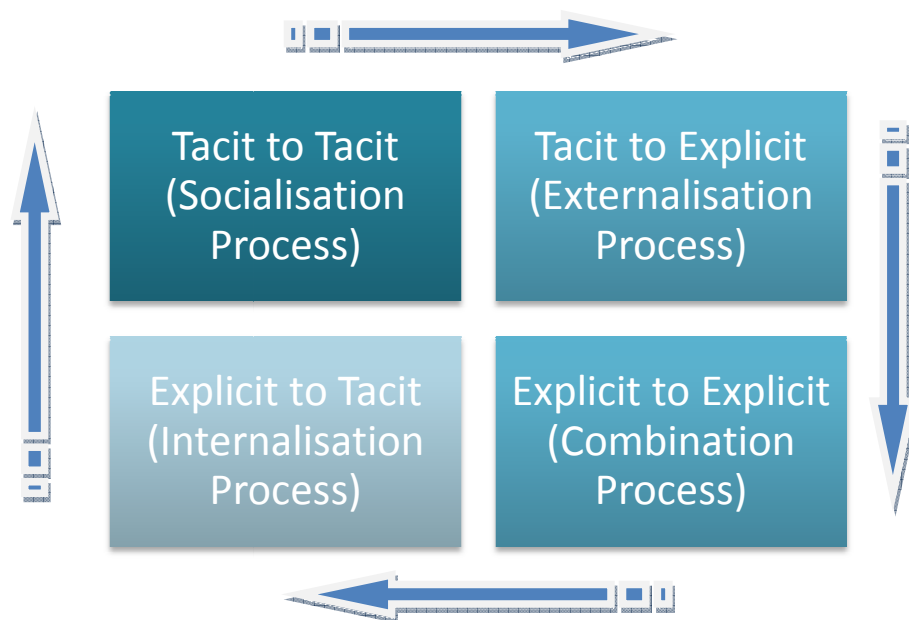 Tacit to Tacit
(Socialisation
Process)
Tacit to Explicit
(Externalisation
Process)
Explicit to Tacit
(Internalisation
Process)
Explicit to Explicit
(Combination
Process)